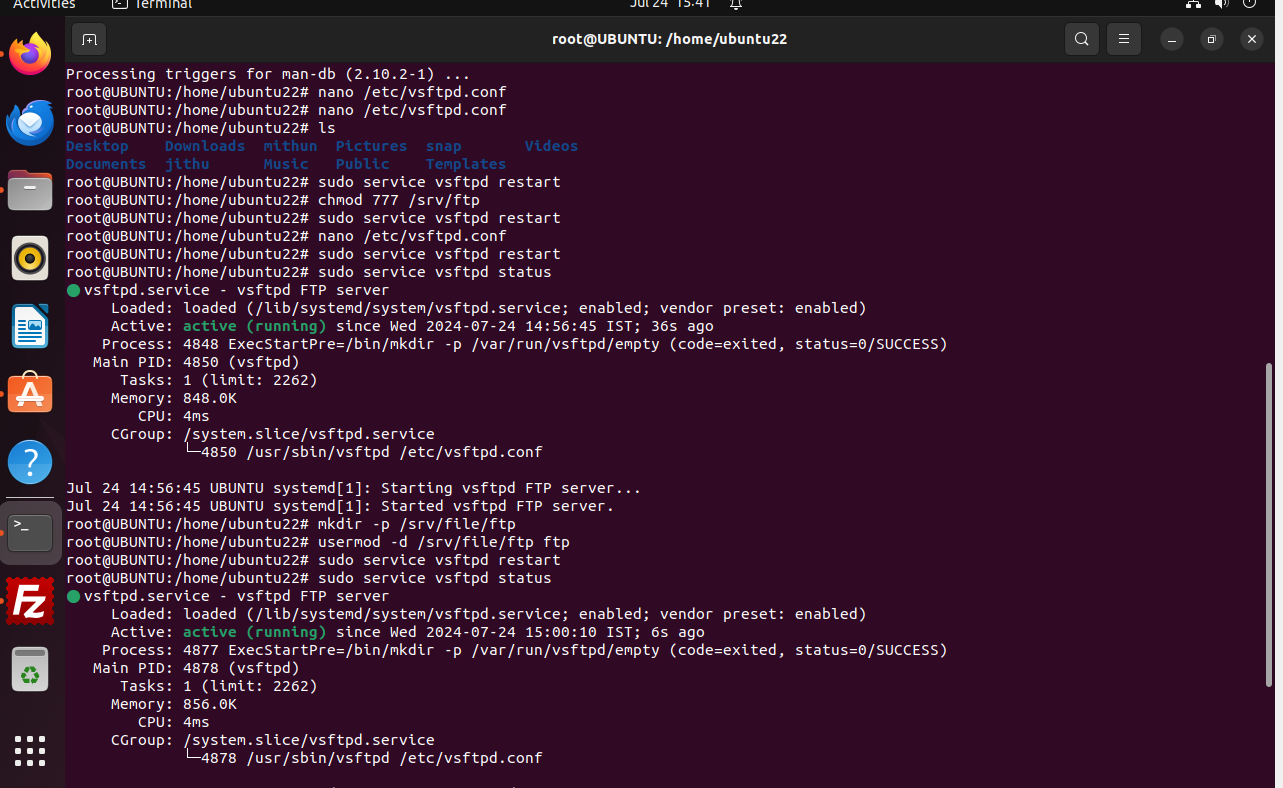 Activities Terminal Jul 24 15:41
root@UBUNTU: /home/ubuntu22
Processing triggers for man-db (2.10.2-1) ...
root@UBUNTU:/home/ubuntu22# nano /etc/vsftpd.conf
root@UBUNTU:/home/ubuntu22# nano /etc/vsftpd.conf
root@UBUNTU:/home/ubuntu22# ls
Desktop    Downloads  mithun  Pictures  snap       Videos
Documents  jithu      Music   Public    Templates
root@UBUNTU:/home/ubuntu22# sudo service vsftpd restart
root@UBUNTU:/home/ubuntu22# chmod 777 /srv/ftp
root@UBUNTU:/home/ubuntu22# sudo service vsftpd restart
root@UBUNTU:/home/ubuntu22# nano /etc/vsftpd.conf
root@UBUNTU:/home/ubuntu22# sudo service vsftpd restart
root@UBUNTU:/home/ubuntu22# sudo service vsftpd status
● vsftpd.service - vsftpd FTP server
     Loaded: loaded (/lib/systemd/system/vsftpd.service; enabled; vendor preset: enabled)
     Active: active (running) since Wed 2024-07-24 14:56:45 IST; 36s ago
    Process: 4848 ExecStartPre=/bin/mkdir -p /var/run/vsftpd/empty (code=exited, status=0/SUCCESS)
   Main PID: 4850 (vsftpd)
      Tasks: 1 (limit: 2262)
     Memory: 848.0K
        CPU: 4ms
     CGroup: /system.slice/vsftpd.service
             └─4850 /usr/sbin/vsftpd /etc/vsftpd.conf
Jul 24 14:56:45 UBUNTU systemd[1]: Starting vsftpd FTP server...
Jul 24 14:56:45 UBUNTU systemd[1]: Started vsftpd FTP server.
root@UBUNTU:/home/ubuntu22# mkdir -p /srv/file/ftp
root@UBUNTU:/home/ubuntu22# usermod -d /srv/file/ftp ftp
root@UBUNTU:/home/ubuntu22# sudo service vsftpd restart
root@UBUNTU:/home/ubuntu22# sudo service vsftpd status
● vsftpd.service - vsftpd FTP server
     Loaded: loaded (/lib/systemd/system/vsftpd.service; enabled; vendor preset: enabled)
     Active: active (running) since Wed 2024-07-24 15:00:10 IST; 6s ago
    Process: 4877 ExecStartPre=/bin/mkdir -p /var/run/vsftpd/empty (code=exited, status=0/SUCCESS)
   Main PID: 4878 (vsftpd)
      Tasks: 1 (limit: 2262)
     Memory: 856.0K
        CPU: 4ms
     CGroup: /system.slice/vsftpd.service
             └─4878 /usr/sbin/vsftpd /etc/vsftpd.conf